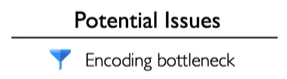 Potential Issues
Encoding bottleneck